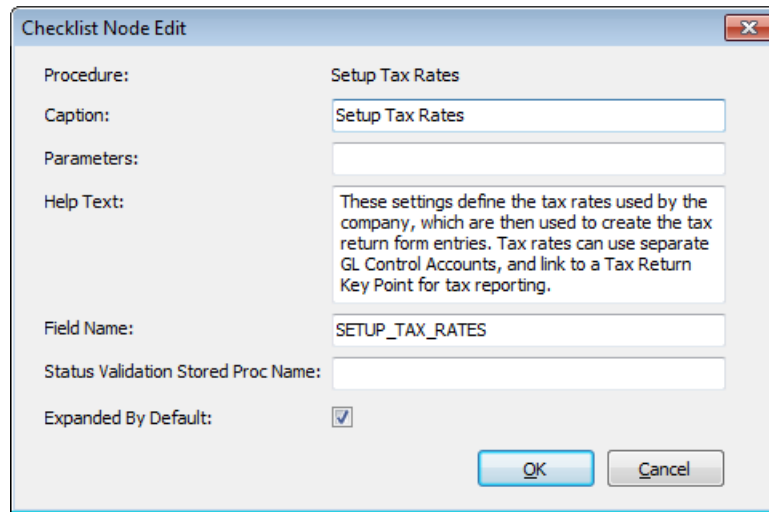 Checklist Node Edit
Procedure: Setup Tax Rates
Caption: Setup Tax Rates
Parameters:
Help Text: These settings define the tax rates used by the
company, which are then used to create the tax
return form entries. Tax rates can use separate
GL Control Accounts, and link to a Tax Return
Key Point for tax reporting.
Field Name: SETUP_TAX_RATES
Status Validation Stored Proc Name:
Expanded By Default:
OK Cancel